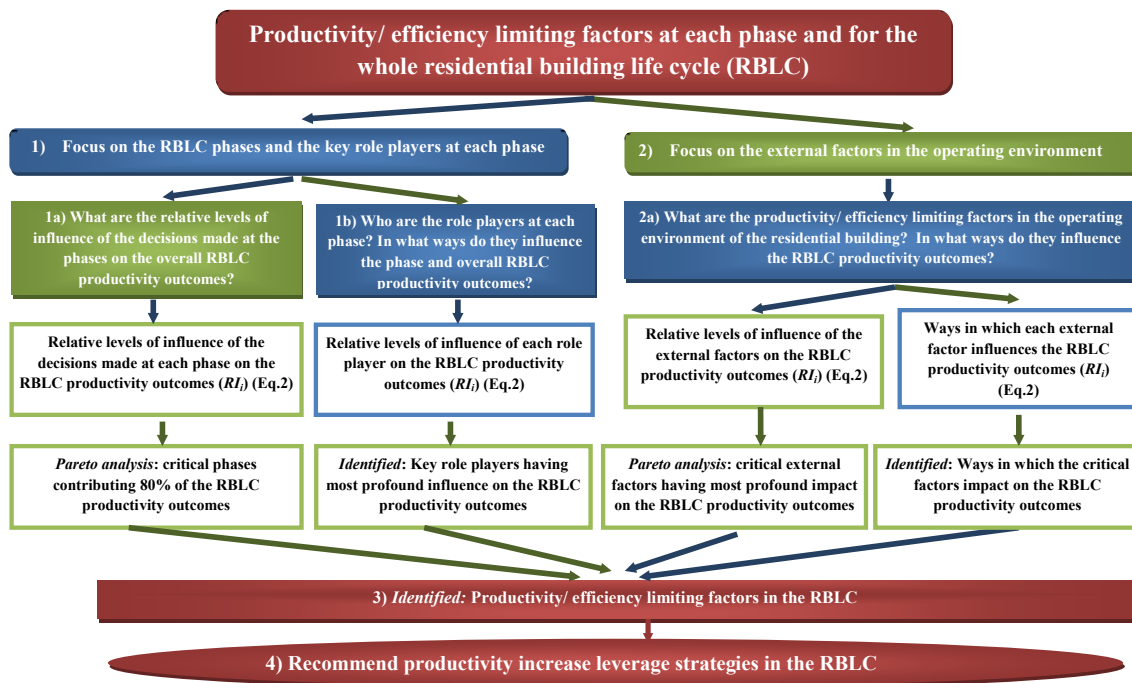 Productivity/ efficiency limiting factors at each phase and for the
whole residential building life cycle (RBLC)
1) Focus on the RBLC phases and the key role players at each phase
2) Focus on the external factors in the operating environment
1a) What are the relative levels of
influence of the decisions made at the
phases on the overall RBLC
productivity outcomes?
1b) Who are the role players at each
phase? In what ways do they influence
the phase and overall RBLC
productivity outcomes?
2a) What are the productivity/ efficiency limiting factors in the operating
environment of the residential building? In what ways do they influence
the RBLC productivity outcomes?
Relative levels of influence of the
decisions made at each phase on the
RBLC productivity outcomes (RIi) (Eq.2)
Relative levels of influence of each role
player on the RBLC productivity
outcomes (RIi) (Eq.2)
Relative levels of influence of the
external factors on the RBLC
productivity outcomes (RIi) (Eq.2)
Ways in which each external
factor influences the RBLC
productivity outcomes (RIi)
(Eq.2)
Pareto analysis: critical phases
contributing 80% of the RBLC
productivity outcomes
Identified: Key role players having
most profound influence on the RBLC
productivity outcomes
Pareto analysis: critical external
factors having most profound impact
on the RBLC productivity outcomes
Identified: Ways in which the critical
factors impact on the RBLC
productivity outcomes
3) Identified: Productivity/ efficiency limiting factors in the RBLC
4) Recommend productivity increase leverage strategies in the RBLC